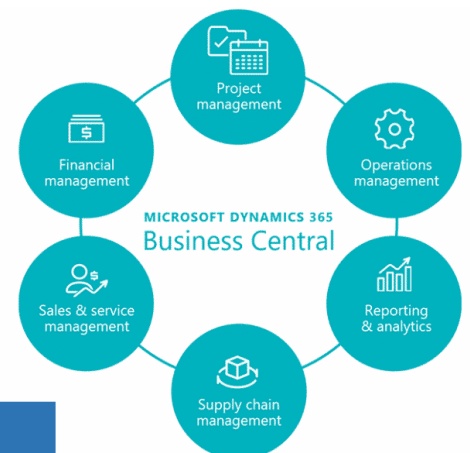 Project
management
Financial
management
Operations
management
MICROSOFT DYNAMICS 365
Business Central
Sales & service
management
Reporting
& analytics
Supply chain
management